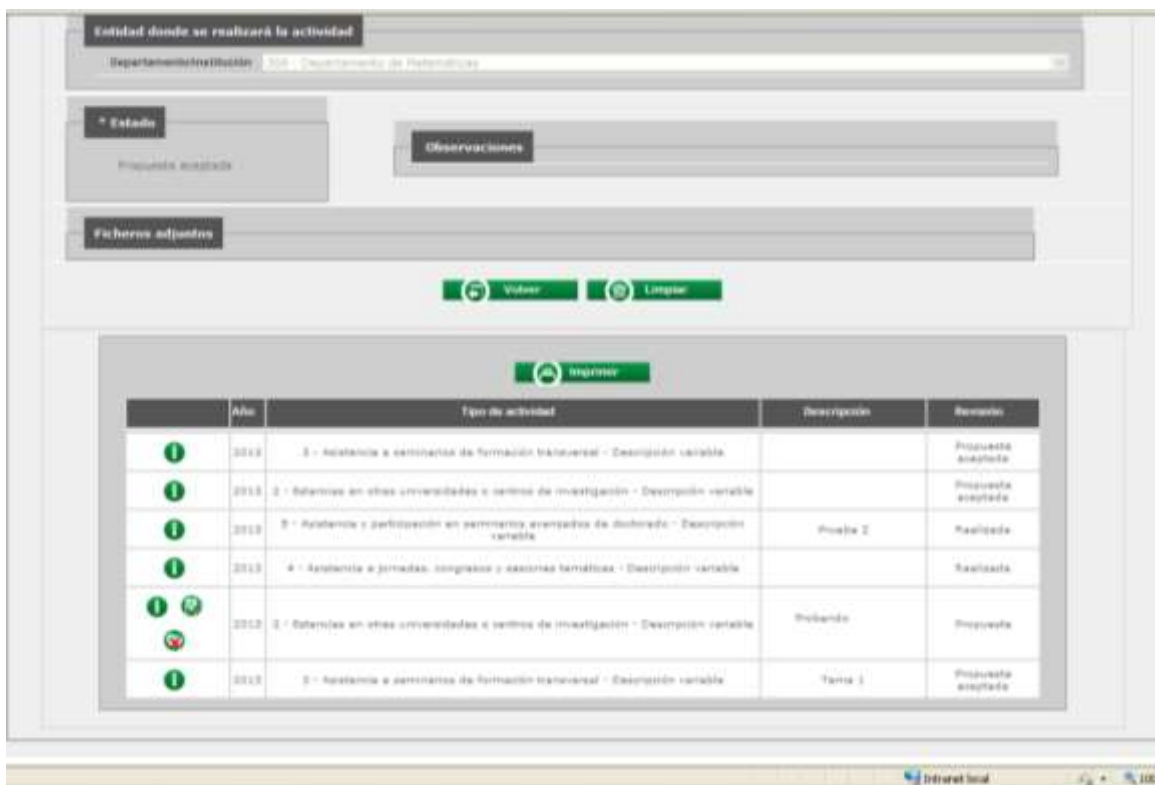 Entidad donde se realizará la actividad
Departamento/Institución
Departamento de Matemáticas
* Estado
Propuesta aceptada
Observaciones
Ficheros adjuntos
Volver Limpiar
Imprimir
Año Tipo de actividad Descripción Revisión
2013 3 - Asistencia a seminarios de formación transversal - Descripción variable Propuesta
aceptada
2013 2 - Estancias en otras universidades o centros de investigación - Descripción variable Propuesta
aceptada
2013 5 - Asistencia y participación en seminarios avanzados de doctorado - Descripción
variable Prueba 2 Realizada
2013 4 - Asistencia a jornadas, congresos y sesiones temáticas - Descripción variable Realizada
2013 2 - Estancias en otras universidades o centros de investigación - Descripción variable Probando Propuesta
2013 3 - Asistencia a seminarios de formación transversal - Descripción variable Tema 1 Propuesta
aceptada
Intranet local